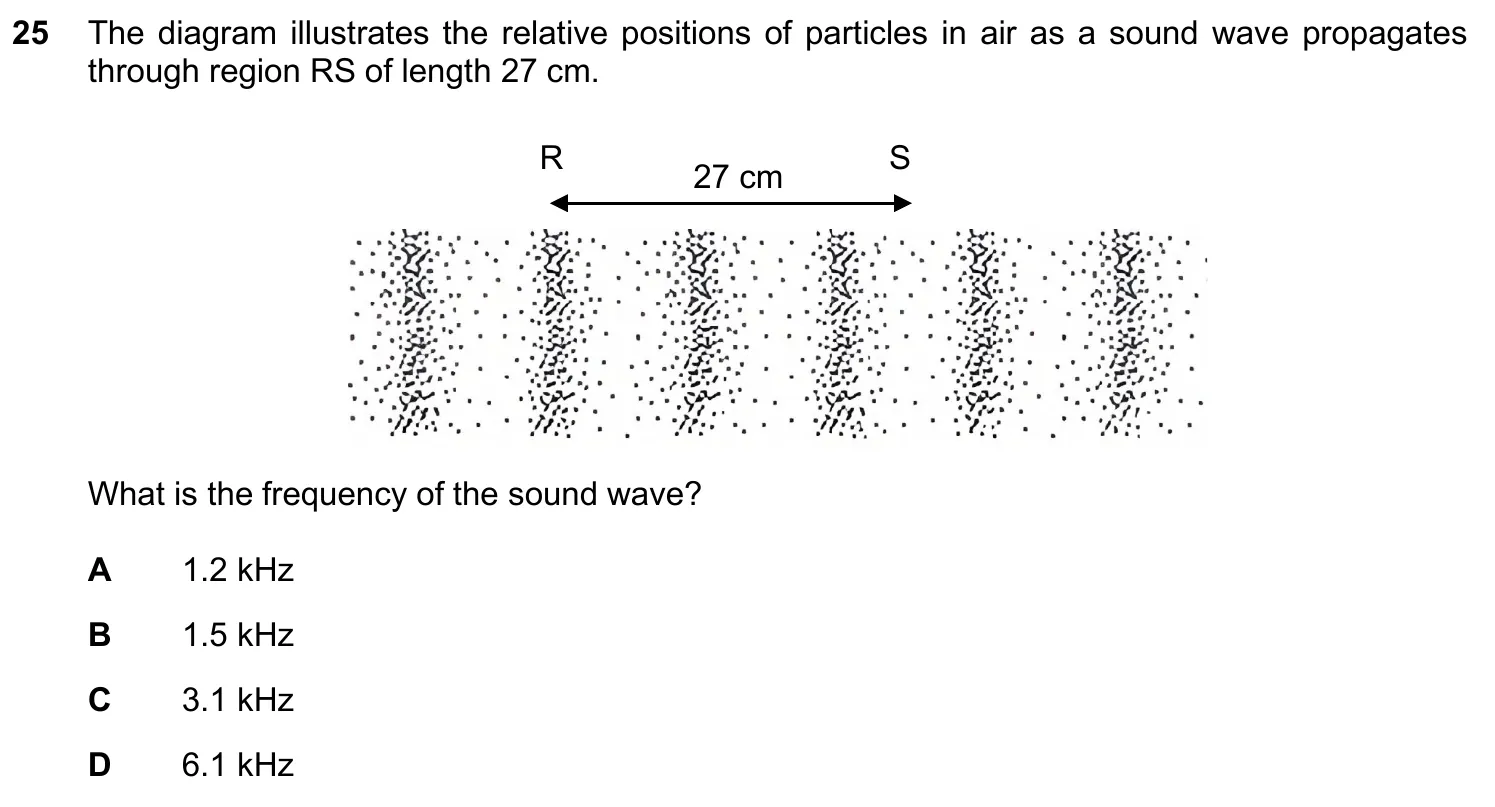 25 The diagram illustrates the relative positions of particles in air as a sound wave propagates
through region RS of length 27 cm.
R S
27 cm
What is the frequency of the sound wave?
A 1.2 kHz
B 1.5 kHz
C 3.1 kHz
D 6.1 kHz